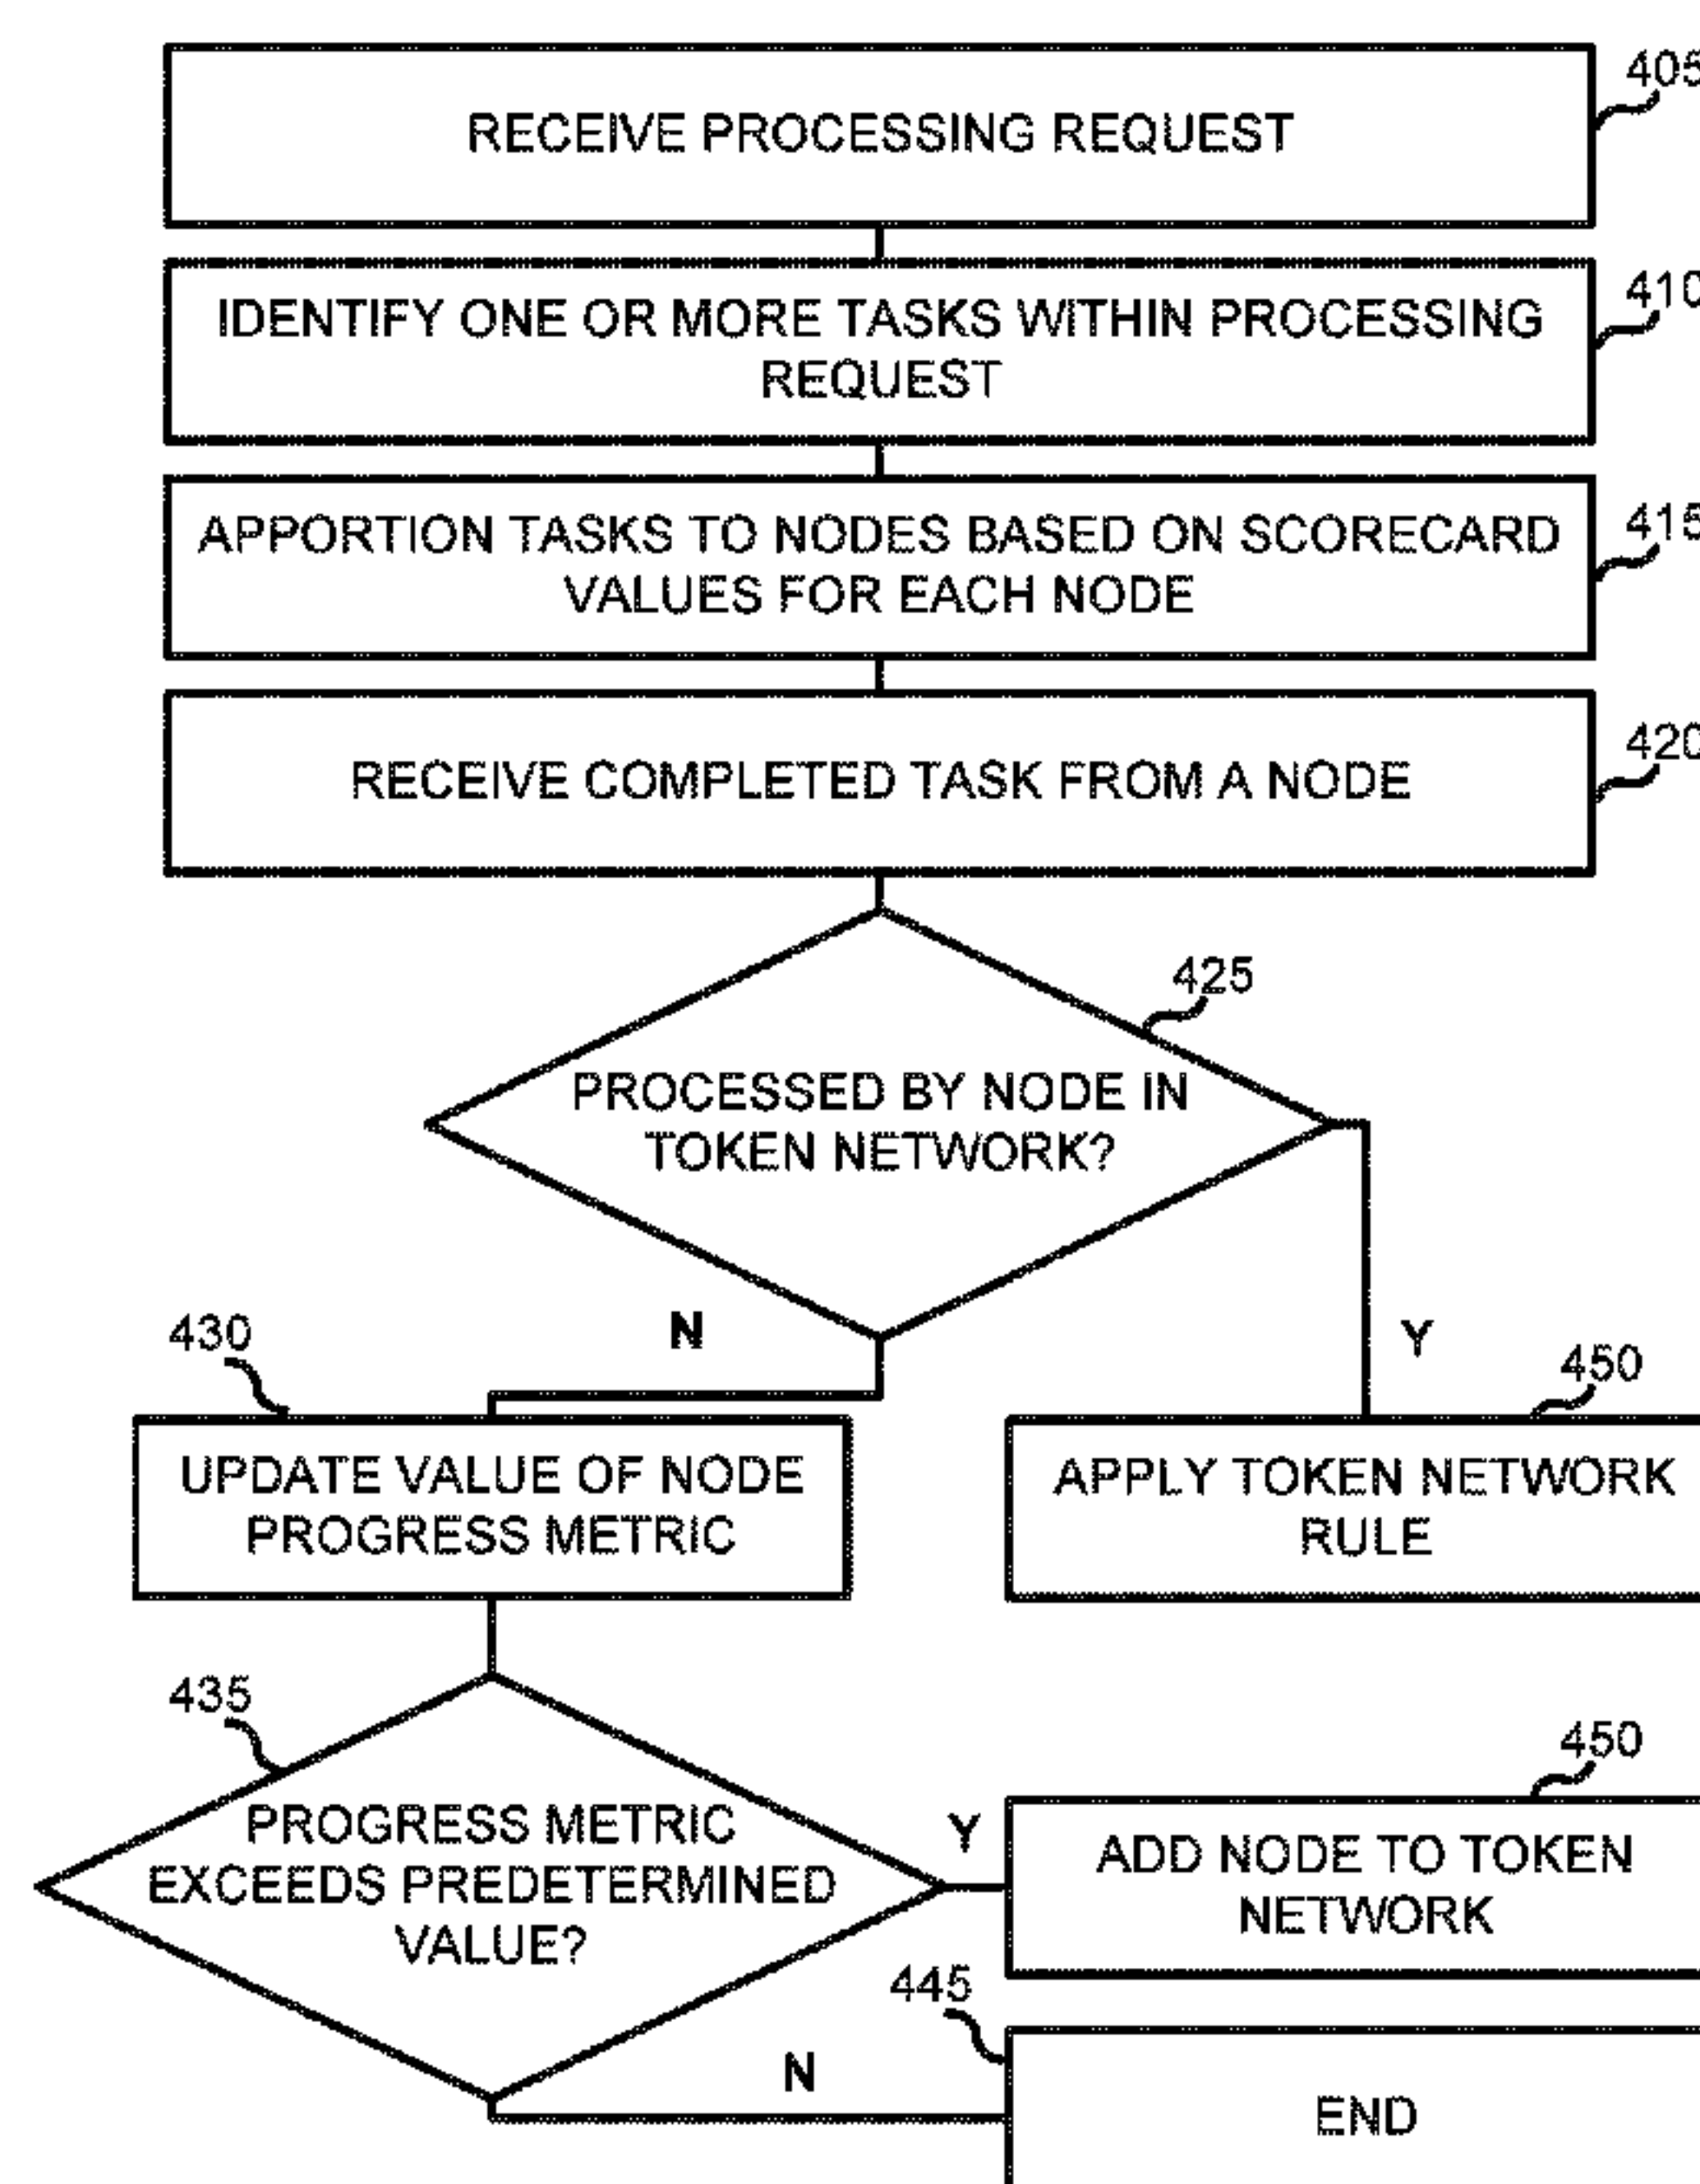 405
RECEIVE PROCESSING REQUEST
410
IDENTIFY ONE OR MORE TASKS WITHIN PROCESSING
REQUEST
415
APPORTION TASKS TO NODES BASED ON SCORECARD
VALUES FOR EACH NODE
420
RECEIVE COMPLETED TASK FROM A NODE
425
PROCESSED BY NODE IN
TOKEN NETWORK?
N
Y
430
450
UPDATE VALUE OF NODE
PROGRESS METRIC
APPLY TOKEN NETWORK
RULE
435
450
PROGRESS METRIC
EXCEEDS PREDETERMINED
VALUE?
Y
ADD NODE TO TOKEN
NETWORK
445
N
END